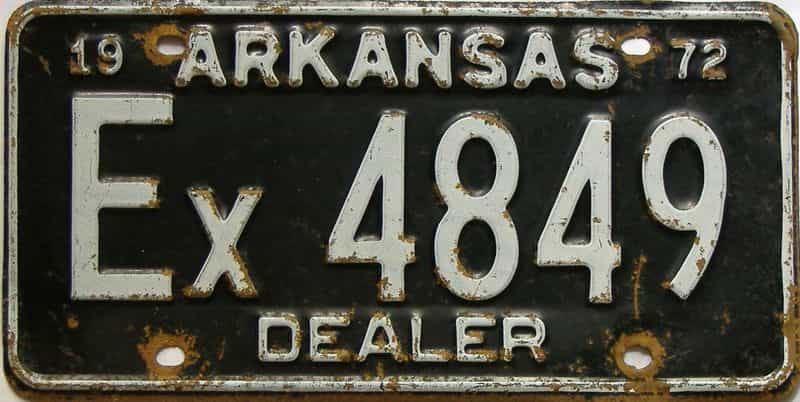 19 ARKANSAS 72
Ex 4849
DEALER